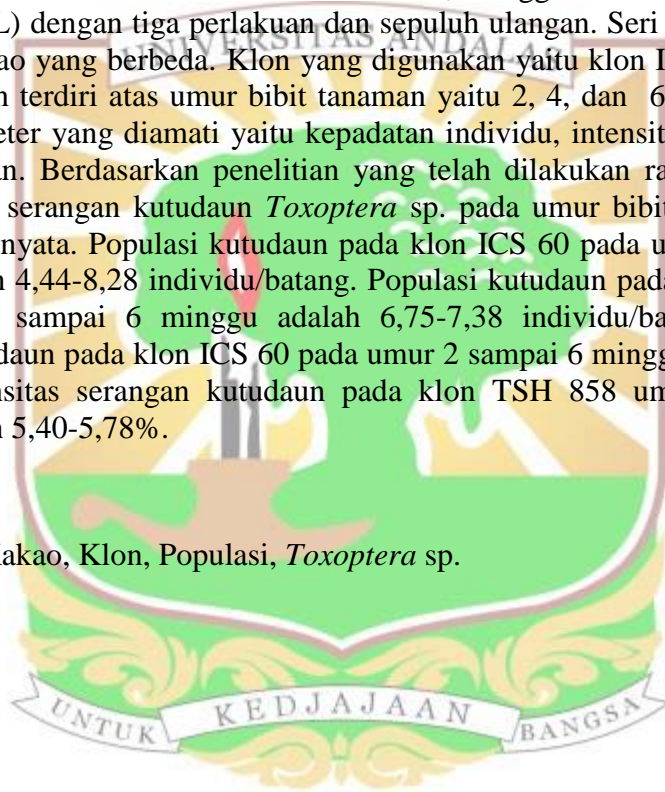 L) dengan tiga perlakuan dan sepuluh ulangan. Seri
UNIVERSITAS ANDALAS
ao yang berbeda. Klon yang digunakan yaitu klon
n terdiri atas umur bibit tanaman yaitu 2, 4, dan 6
eter yang diamati yaitu kepadatan individu, intensit
an. Berdasarkan penelitian yang telah dilakukan ra
serangan kutudaun Toxoptera sp. pada umur bibit
nyata. Populasi kutudaun pada klon ICS 60 pada u
n 4,44-8,28 individu/batang. Populasi kutudaun pada
sampai 6 minggu adalah 6,75-7,38 individu/ba
daun pada klon ICS 60 pada umur 2 sampai 6 mingg
nsitas serangan kutudaun pada klon TSH 858 um
n 5,40-5,78%.
akao, Klon, Populasi, Toxoptera sp.
UNTUK KEDJAJAAN BANGSA